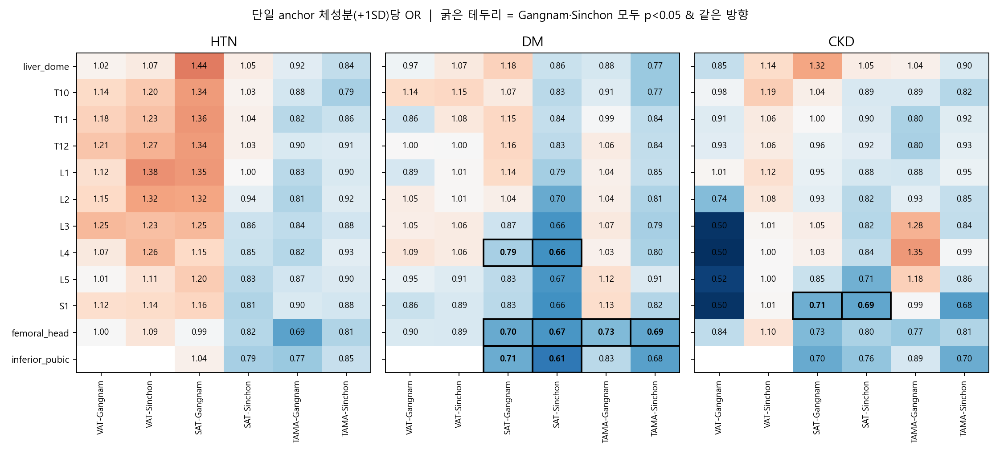 단일 anchor 체성분(+1SD)당 OR | 굵은 테두리 = Gangnam·Sinchon 모두 p<0.05 & 같은 방향
HTN DM CKD
liver_dome 1.02 1.07 1.44 1.05 0.92 0.84 0.97 1.07 1.18 0.86 0.88 0.77 0.85 1.14 1.32 1.05 1.04 0.90
T10 1.14 1.20 1.34 1.03 0.88 0.79 1.14 1.15 1.07 0.83 0.91 0.77 0.98 1.19 1.04 0.89 0.89 0.82
T11 1.18 1.23 1.36 1.04 0.82 0.86 0.86 1.08 1.15 0.84 0.99 0.84 0.91 1.06 1.00 0.90 0.80 0.92
T12 1.21 1.27 1.34 1.03 0.90 0.91 1.00 1.00 1.16 0.83 1.06 0.84 0.93 1.06 0.96 0.92 0.80 0.93
L1 1.12 1.38 1.35 1.00 0.83 0.90 0.89 1.01 1.14 0.79 1.04 0.85 1.01 1.12 0.95 0.88 0.88 0.95
L2 1.15 1.32 1.32 0.94 0.81 0.92 1.05 1.01 1.04 0.70 1.04 0.81 0.74 1.08 0.93 0.82 0.93 0.85
L3 1.25 1.23 1.25 0.86 0.84 0.88 1.05 1.06 0.87 0.66 1.07 0.79 0.50 1.01 1.05 0.82 1.28 0.84
L4 1.07 1.26 1.15 0.85 0.82 0.93 1.09 1.06 0.79 0.66 1.03 0.80 0.50 1.00 1.03 0.84 1.35 0.99
L5 1.01 1.11 1.20 0.83 0.87 0.90 0.95 0.91 0.83 0.67 1.12 0.91 0.52 1.00 0.85 0.71 1.18 0.86
S1 1.12 1.14 1.16 0.81 0.90 0.88 0.86 0.89 0.83 0.66 1.13 0.82 0.50 1.01 0.71 0.69 0.99 0.68
femoral_head 1.00 1.09 0.99 0.82 0.69 0.81 0.90 0.89 0.70 0.67 0.73 0.69 0.84 1.10 0.73 0.80 0.77 0.81
inferior_pubic 1.04 0.79 0.77 0.85 0.71 0.61 0.83 0.68 0.70 0.76 0.89 0.70
VAT-Gangnam VAT-Sinchon SAT-Gangnam SAT-Sinchon TAMA-Gangnam TAMA-Sinchon VAT-Gangnam VAT-Sinchon SAT-Gangnam SAT-Sinchon TAMA-Gangnam TAMA-Sinchon VAT-Gangnam VAT-Sinchon SAT-Gangnam SAT-Sinchon TAMA-Gangnam TAMA-Sinchon